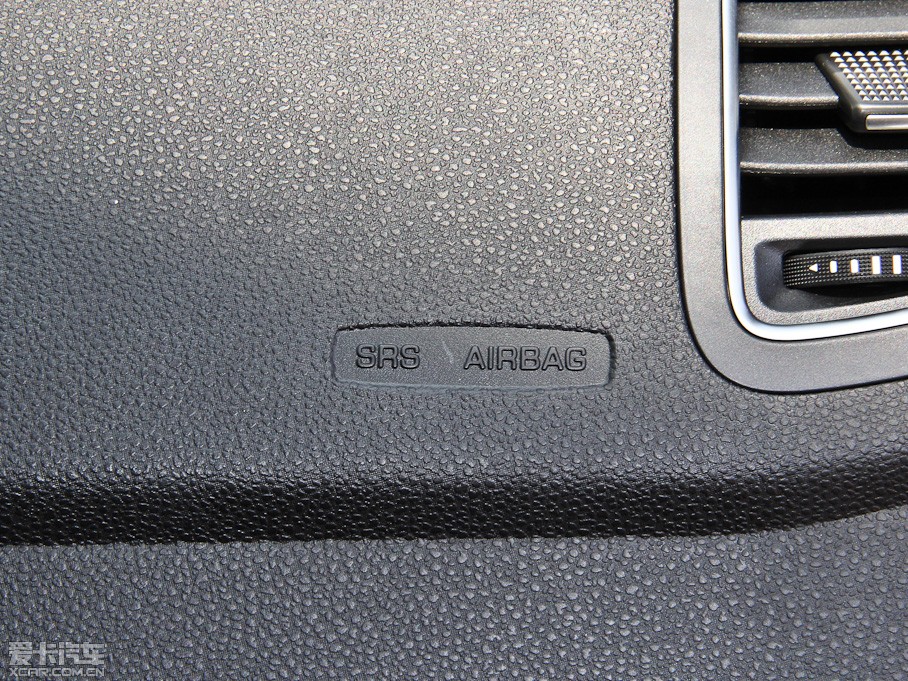 SRS AIRBAG
爱卡汽车
XCAR.COM.CN